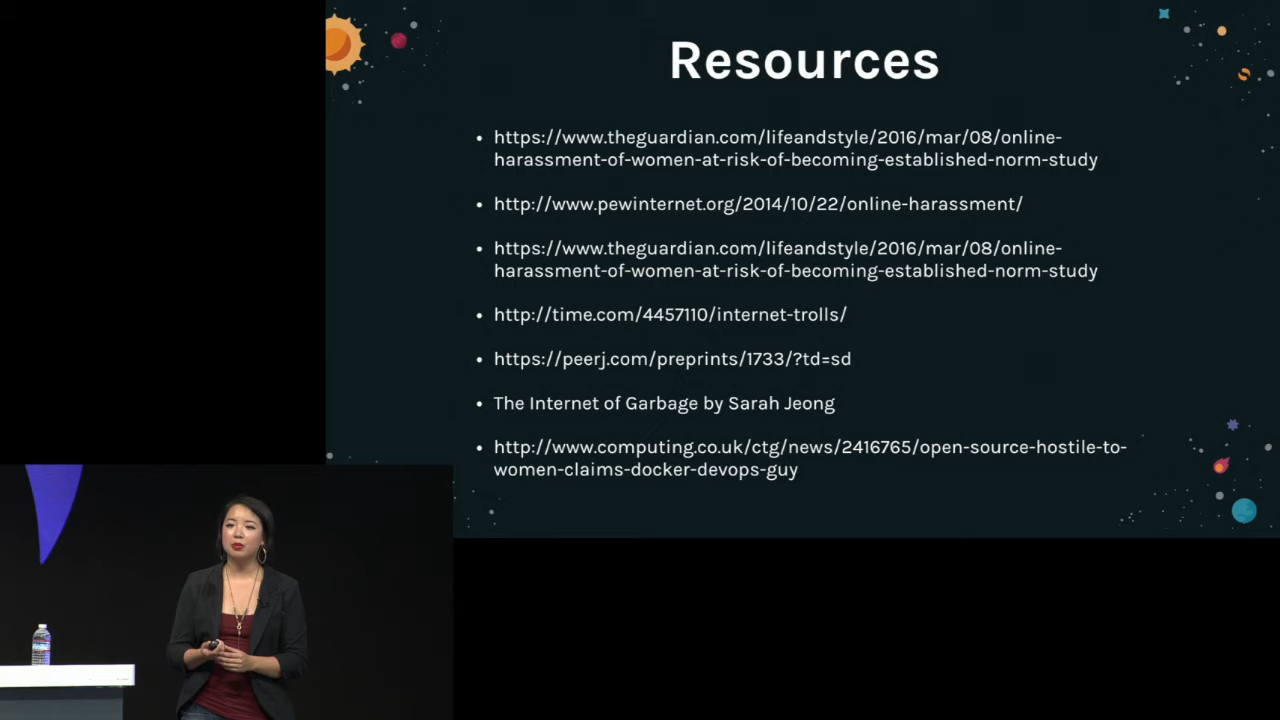 Resources
• https://www.theguardian.com/lifeandstyle/2016/mar/08/online-
harassment-of-women-at-risk-of-becoming-established-norm-study
• http://www.pewinternet.org/2014/10/22/online-harassment/
• https://www.theguardian.com/lifeandstyle/2016/mar/08/online-
harassment-of-women-at-risk-of-becoming-established-norm-study
• http://time.com/4457110/internet-trolls/
• https://peerj.com/preprints/1733/?td=sd
• The Internet of Garbage by Sarah Jeong
• http://www.computing.co.uk/ctg/news/2416765/open-source-hostile-to-
women-claims-docker-devops-guy